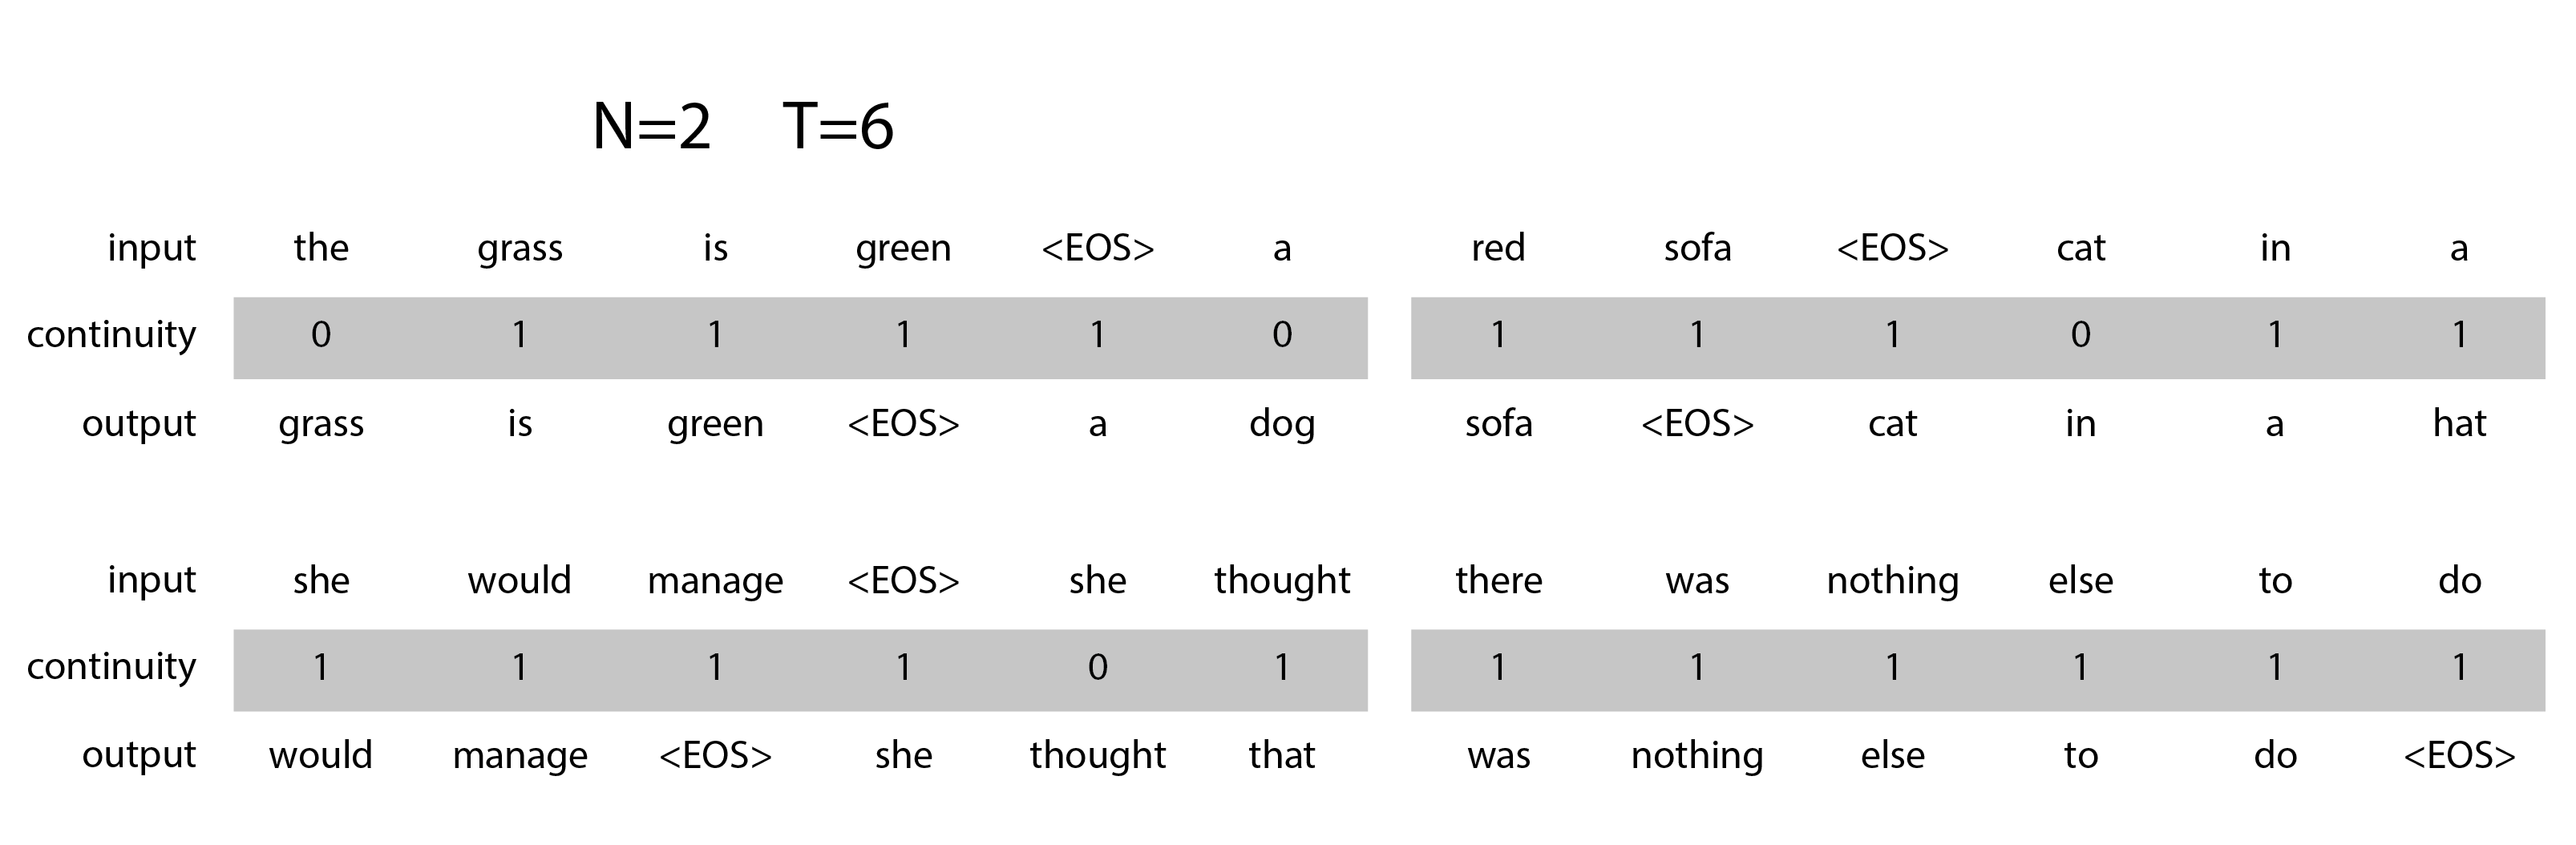 N=2 T=6
input the grass is green <EOS> a red sofa <EOS> cat in a
continuity 0 1 1 1 1 0 1 1 1 0 1 1
output grass is green <EOS> a dog sofa <EOS> cat in a hat
input she would manage <EOS> she thought there was nothing else to do
continuity 1 1 1 1 0 1 1 1 1 1 1 1
output would manage <EOS> she thought that was nothing else to do <EOS>